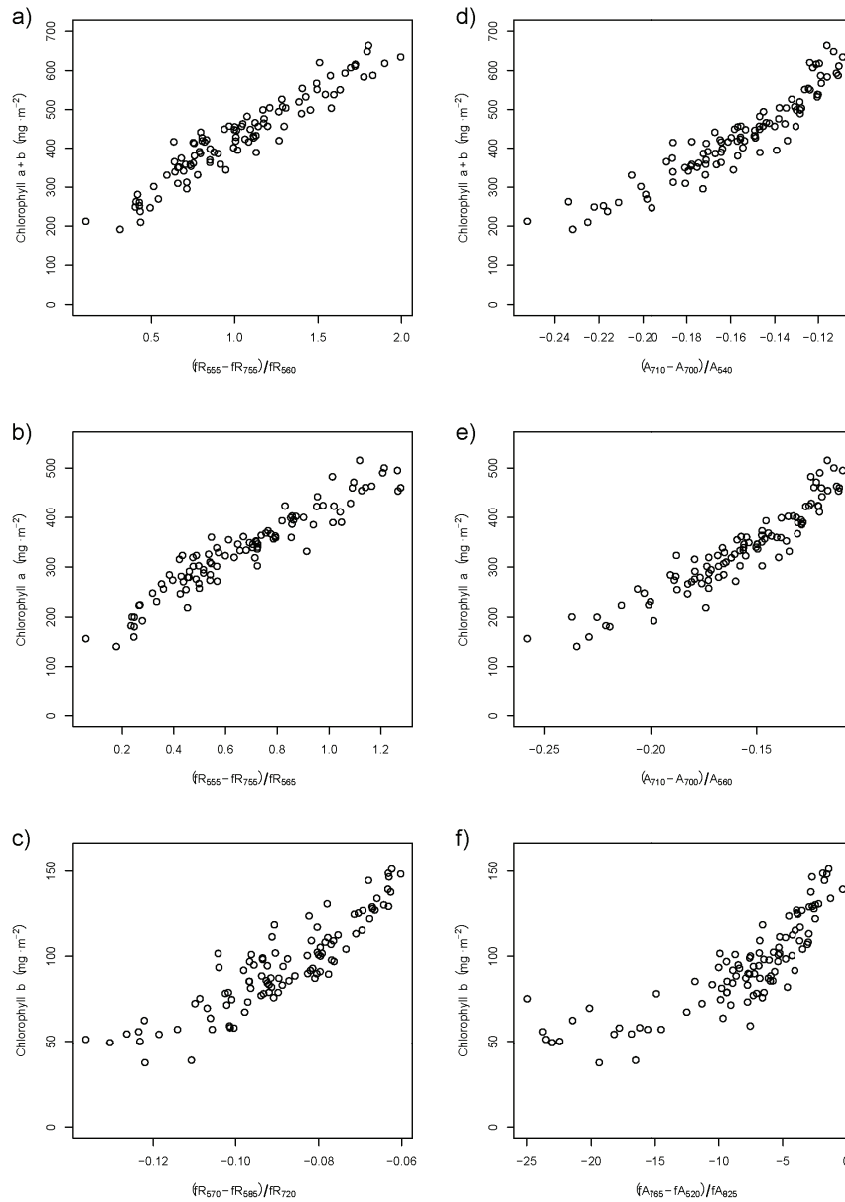 a)
Chlorophyll a + b (mg · m⁻²)
0 100 200 300 400 500 600 700
0.5 1.0 1.5 2.0
(fR₅₅₅ − fR₇₅₅)/fR₅₆₀
d)
Chlorophyll a + b (mg · m⁻²)
0 100 200 300 400 500 600 700
−0.24 −0.22 −0.20 −0.18 −0.16 −0.14 −0.12
(A₇₁₀ − A₇₀₀)/A₅₄₀
b)
Chlorophyll a (mg · m⁻²)
0 100 200 300 400 500
0.2 0.4 0.6 0.8 1.0 1.2
(fR₅₅₅ − fR₇₅₅)/fR₅₆₅
e)
Chlorophyll a (mg · m⁻²)
0 100 200 300 400 500
−0.25 −0.20 −0.15
(A₇₁₀ − A₇₀₀)/A₅₆₀
c)
Chlorophyll b (mg · m⁻²)
0 50 100 150
−0.12 −0.10 −0.08 −0.06
(fR₅₇₀ − fR₅₈₅)/fR₇₂₀
f)
Chlorophyll b (mg · m⁻²)
0 50 100 150
−25 −20 −15 −10 −5 0
(fA₇₆₅ − fA₅₂₀)/fA₈₂₅